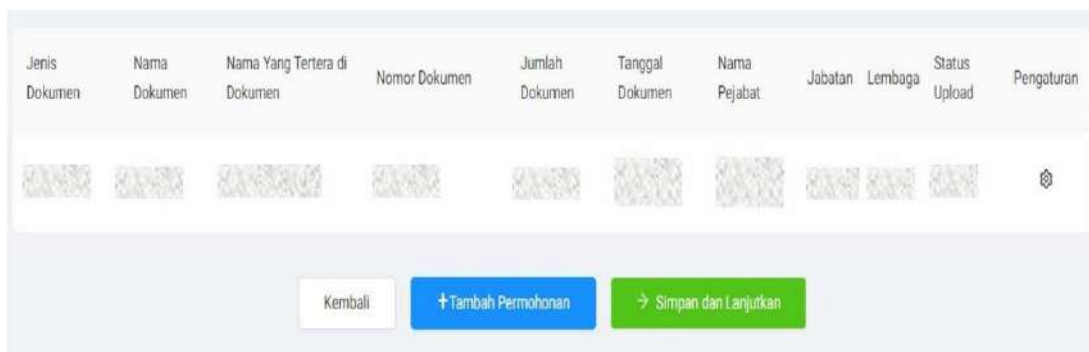 Jenis Dokumen
Nama Dokumen
Nama Yang Tertera di Dokumen
Nomor Dokumen
Jumlah Dokumen
Tanggal Dokumen
Nama Pejabat
Jabatan
Lembaga
Status Upload
Pengaturan
Kembali
+Tambah Permohonan
→ Simpan dan Lanjutkan